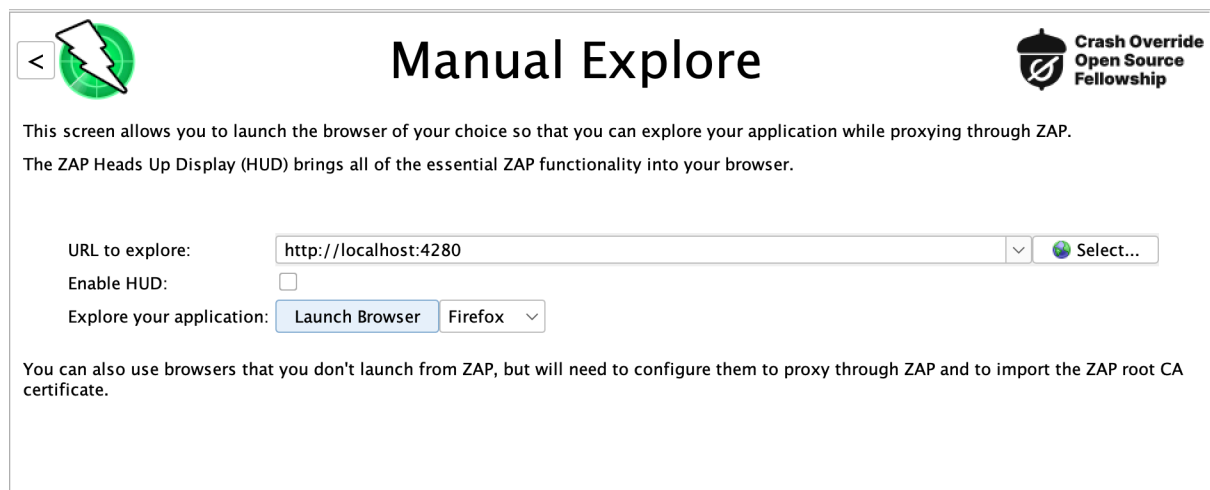 <
Manual Explore
Crash Override
Open Source
Fellowship
This screen allows you to launch the browser of your choice so that you can explore your application while proxying through ZAP.
The ZAP Heads Up Display (HUD) brings all of the essential ZAP functionality into your browser.
URL to explore: http://localhost:4280 Select...
Enable HUD:
Explore your application: Launch Browser Firefox
You can also use browsers that you don't launch from ZAP, but will need to configure them to proxy through ZAP and to import the ZAP root CA
certificate.